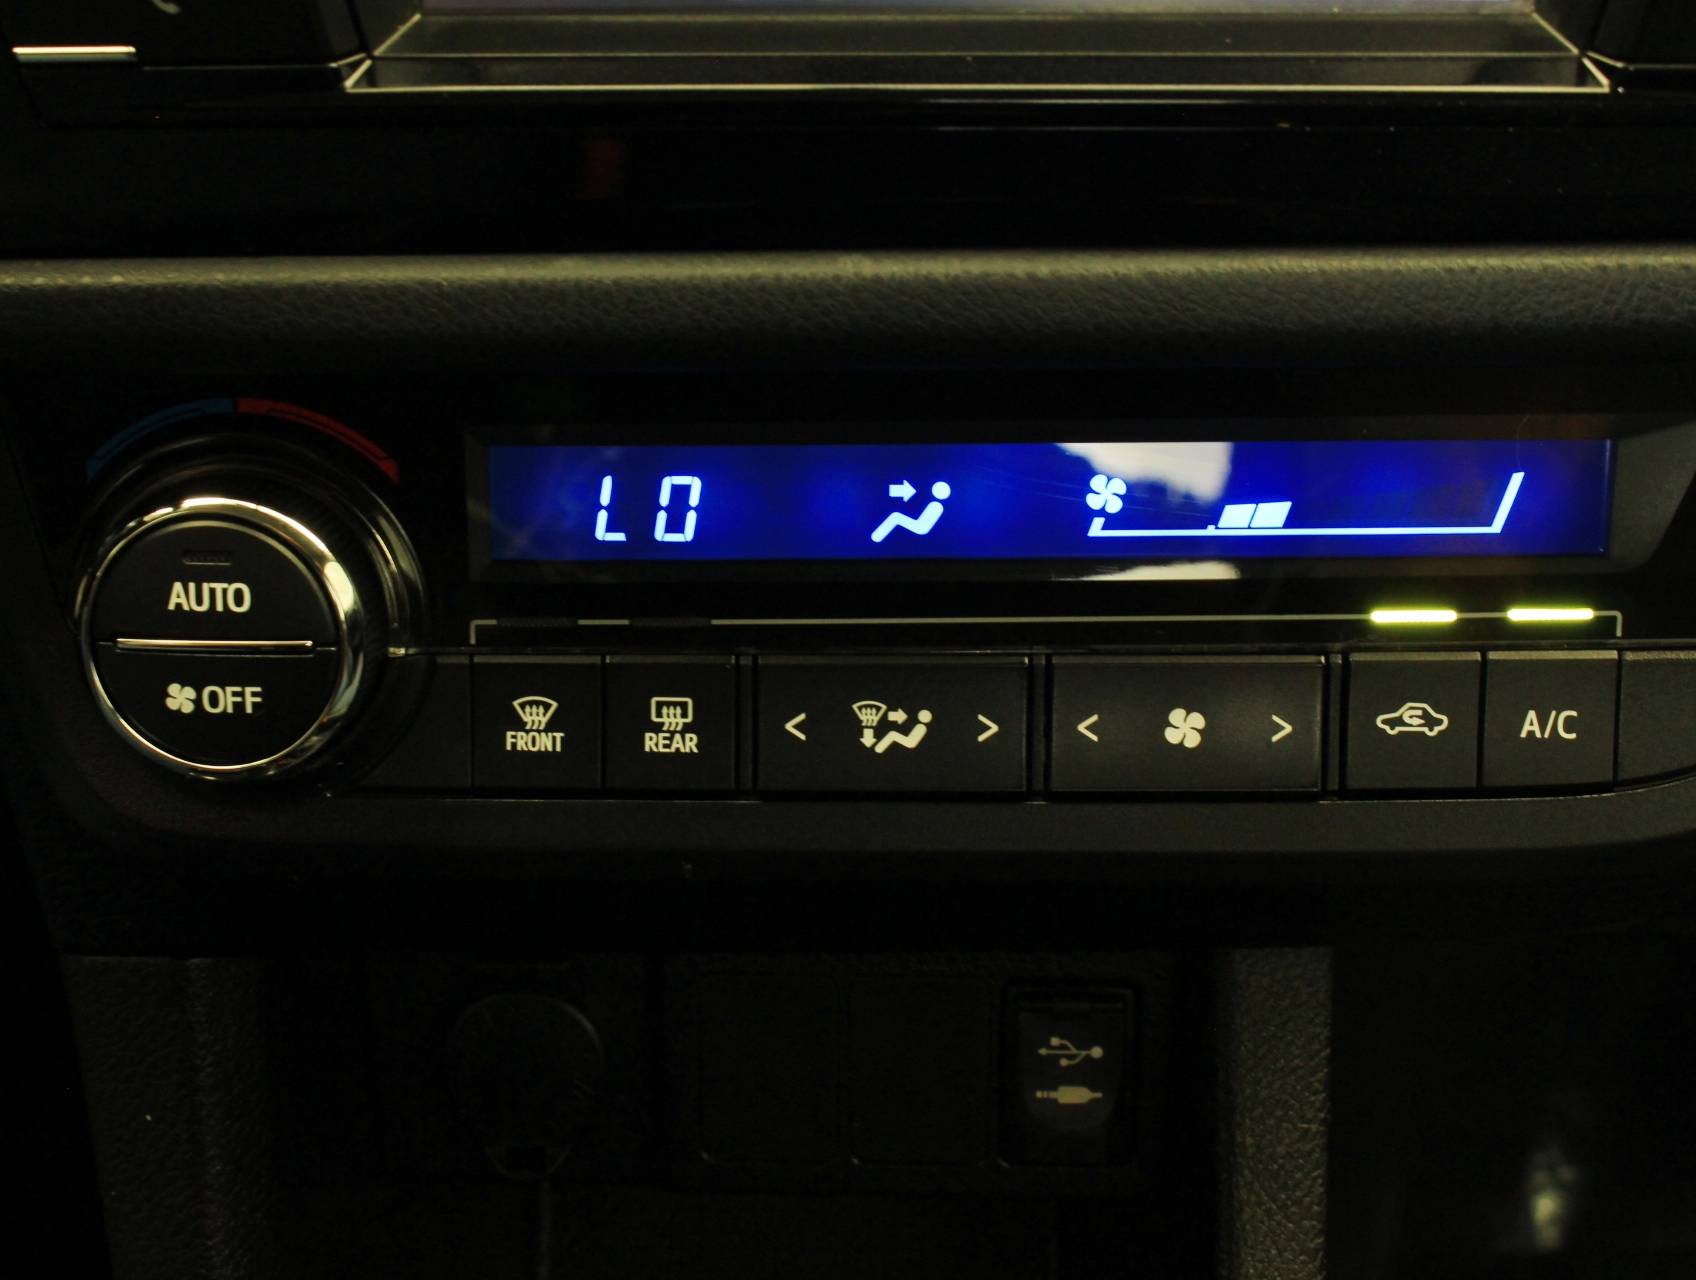 LO
AUTO
OFF
FRONT
REAR
< >
< >
A/C